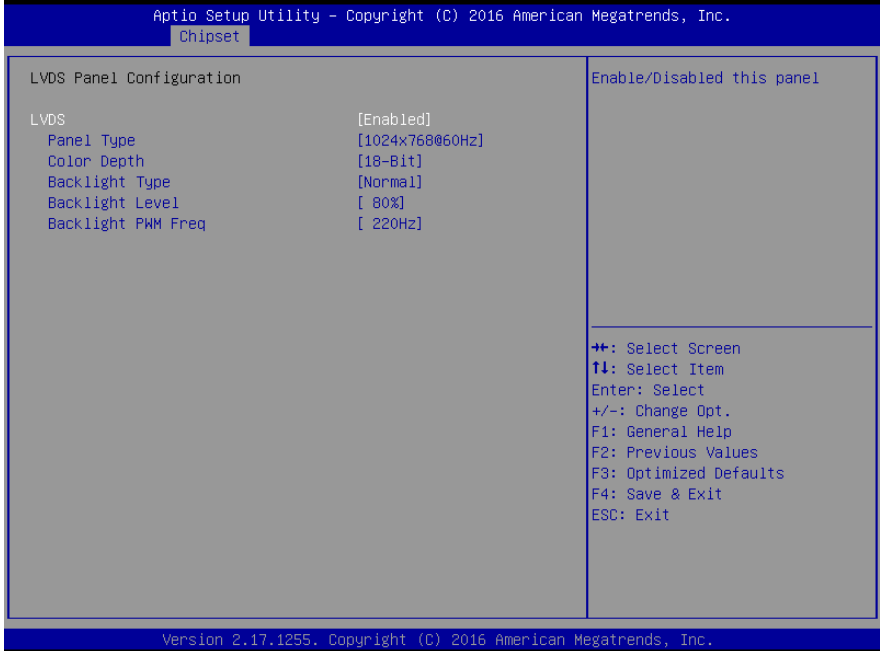 Aptio Setup Utility – Copyright (C) 2016 American Megatrends, Inc.
Chipset
LVDS Panel Configuration
LVDS [Enabled]
Panel Type [1024x768@60Hz]
Color Depth [18-Bit]
Backlight Type [Normal]
Backlight Level [ 80%]
Backlight PWM Freq [ 220Hz]
Enable/Disabled this panel
→←: Select Screen
↑↓: Select Item
Enter: Select
+/-: Change Opt.
F1: General Help
F2: Previous Values
F3: Optimized Defaults
F4: Save & Exit
ESC: Exit
Version 2.17.1255. Copyright (C) 2016 American Megatrends, Inc.